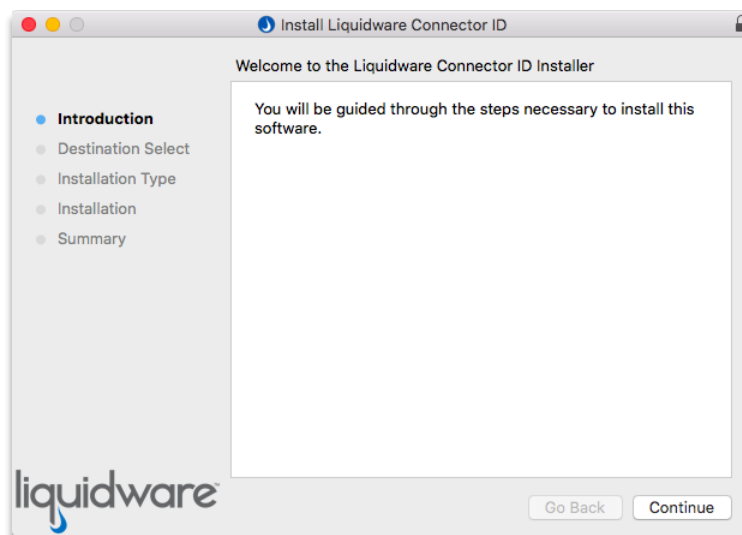 Install Liquidware Connector ID
Welcome to the Liquidware Connector ID Installer
Introduction
Destination Select
Installation Type
Installation
Summary
You will be guided through the steps necessary to install this
software.
liquidware™
Go Back
Continue